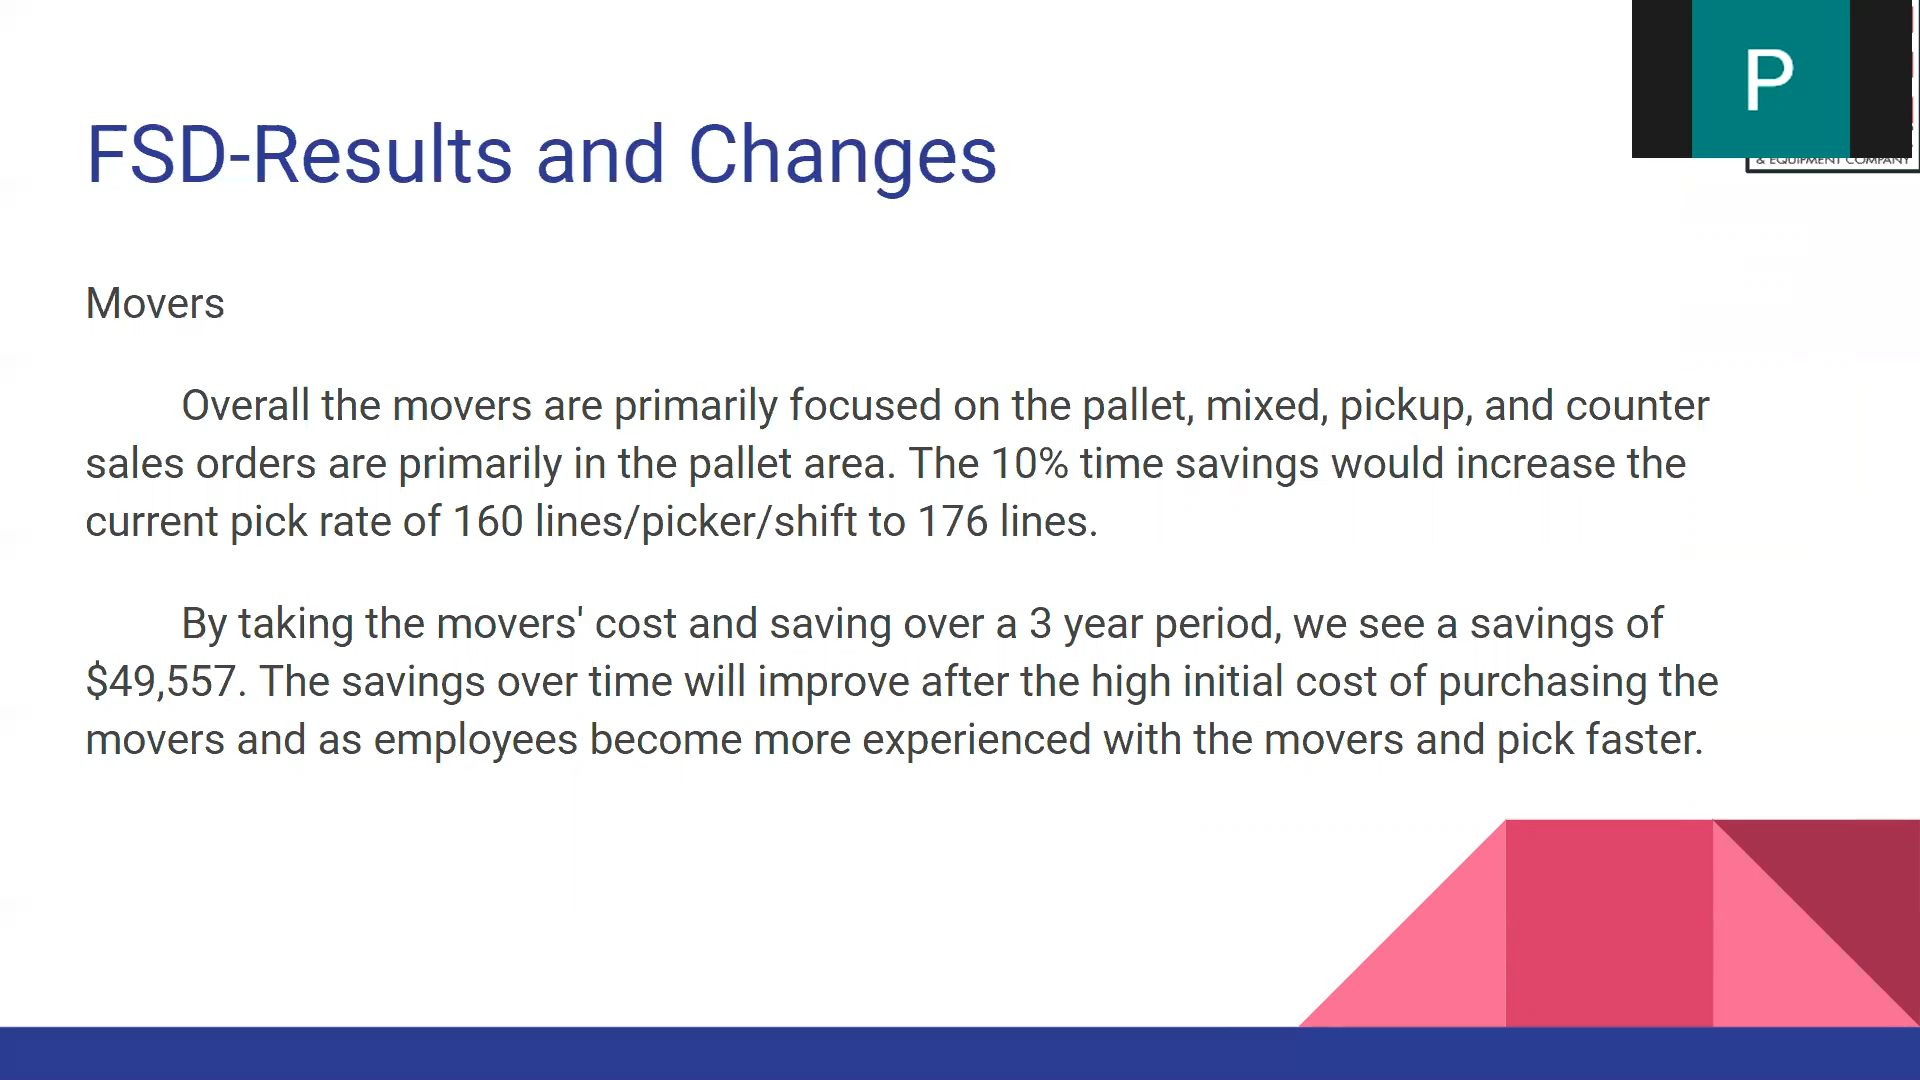 P
& EQUIPMENT COMPANY
FSD-Results and Changes
Movers
Overall the movers are primarily focused on the pallet, mixed, pickup, and counter
sales orders are primarily in the pallet area. The 10% time savings would increase the
current pick rate of 160 lines/picker/shift to 176 lines.
By taking the movers' cost and saving over a 3 year period, we see a savings of
$49,557. The savings over time will improve after the high initial cost of purchasing the
movers and as employees become more experienced with the movers and pick faster.